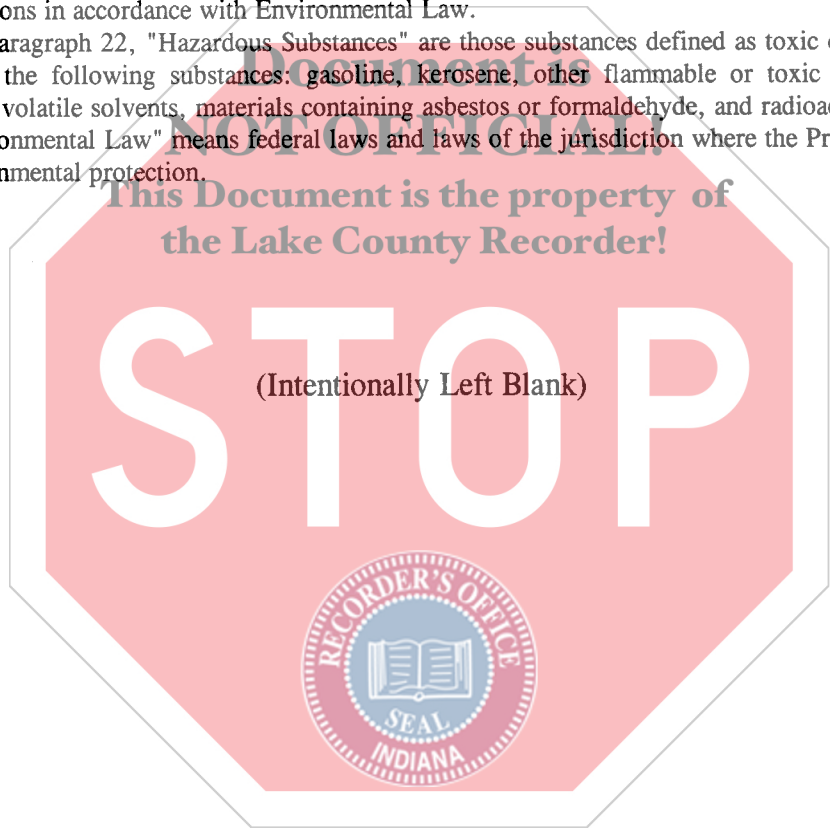 ons in accordance with Environmental Law.
aragraph 22, "Hazardous Substances" are those substances defined as toxic
the following substances: gasoline, kerosene, other flammable or toxic
volatile solvents, materials containing asbestos or formaldehyde, and radioa
onmental Law" means federal laws and laws of the jurisdiction where the Pr
nmental protection.
Document is
NOT OFFICIAL!
This Document is the property of
the Lake County Recorder!
(Intentionally Left Blank)
STOP
RECORDER'S OFFICE
SEAL
INDIANA